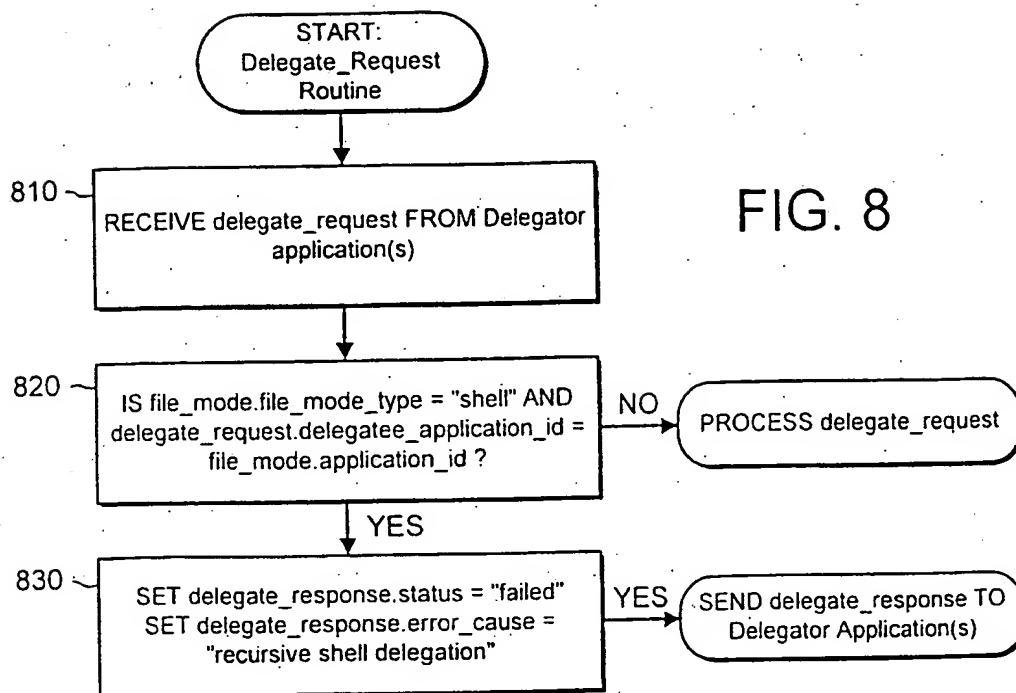 START:
Delegate_Request
Routine
810
RECEIVE delegate_request FROM Delegator
application(s)
FIG. 8
820
IS file_mode.file_mode_type = "shell" AND
delegate_request.delegatee_application_id =
file_mode.application_id ?
NO
PROCESS delegate_request
YES
830
SET delegate_response.status = "failed"
SET delegate_response.error_cause =
"recursive shell delegation"
YES
SEND delegate_response TO
Delegator Application(s)